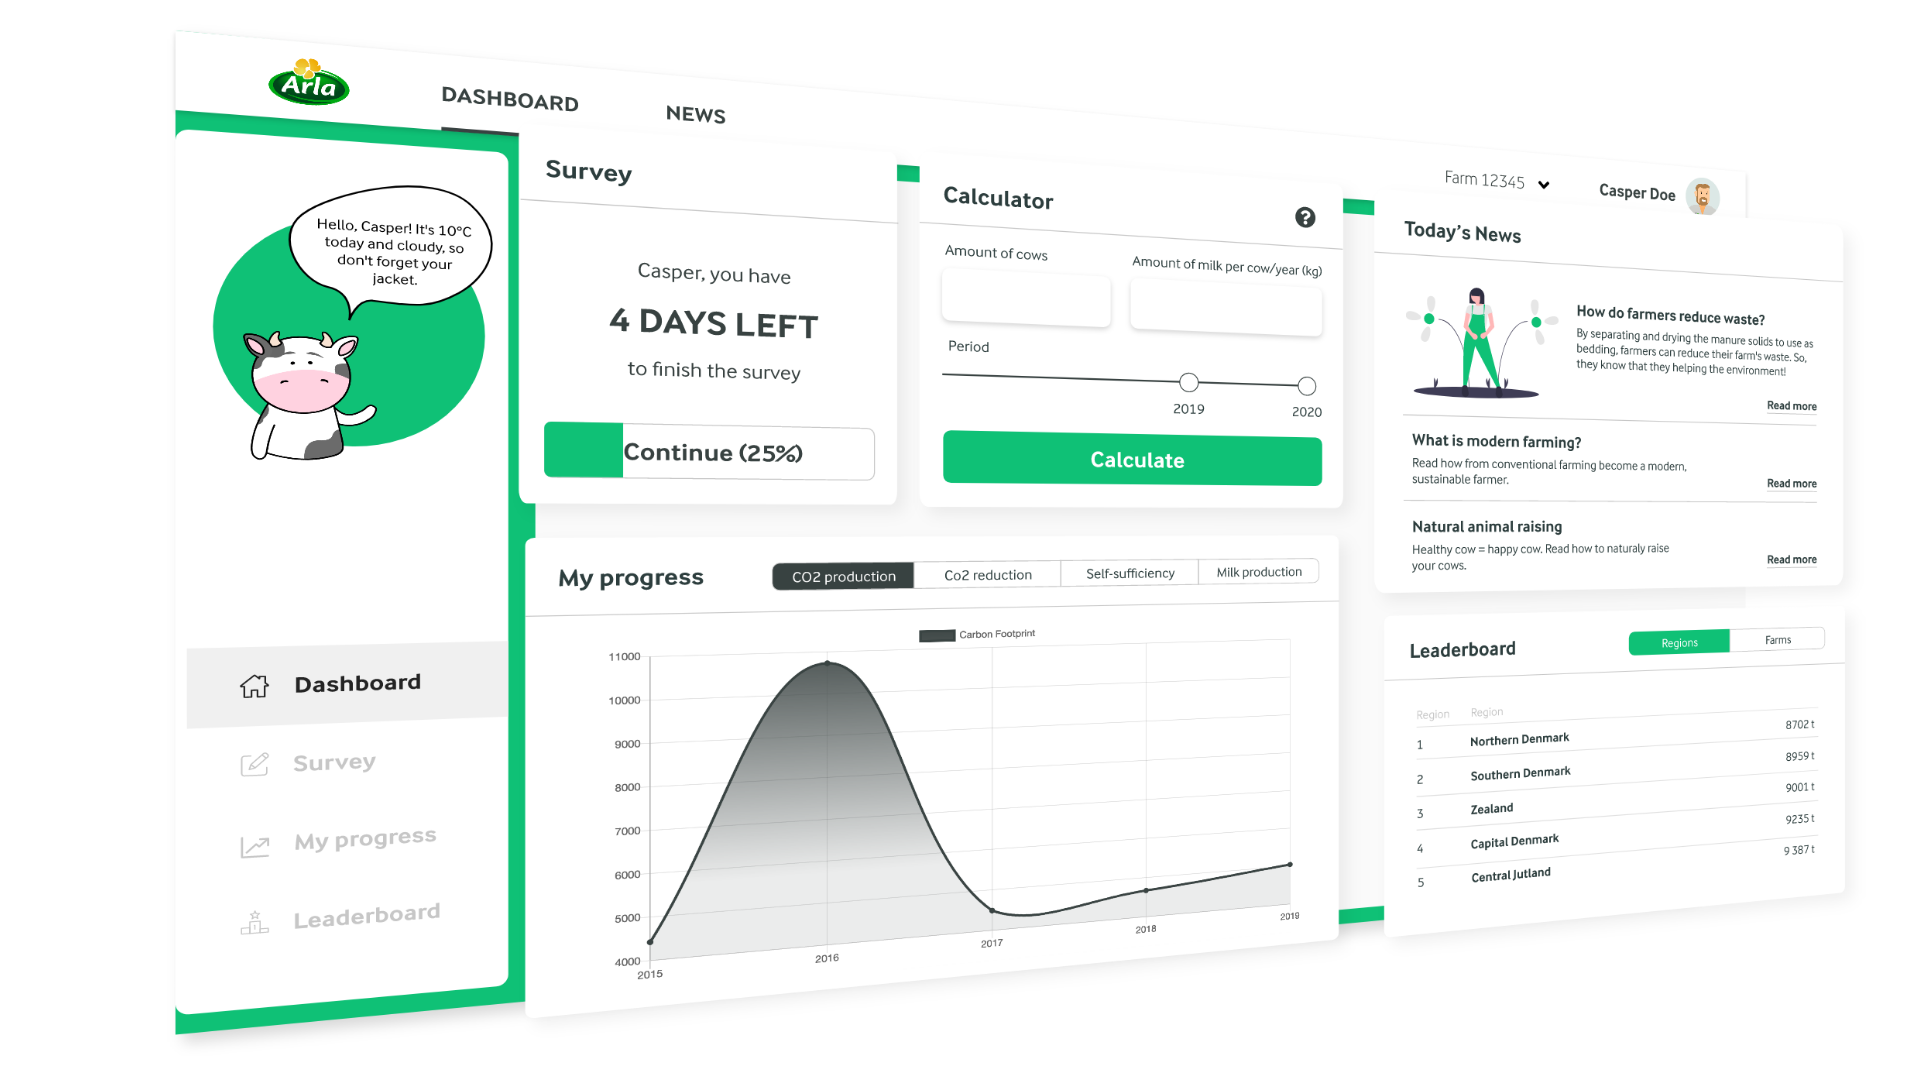 Arla
DASHBOARD
NEWS
Farm 12345
Casper Doe
Hello, Casper! It's 10°C
today and cloudy, so
don't forget your
jacket.
Dashboard
Survey
My progress
Leaderboard
Survey
Casper, you have
4 DAYS LEFT
to finish the survey
Continue (25%)
Calculator
?
Amount of cows
Amount of milk per cow/year (kg)
Period
2019
2020
Calculate
Today's News
How do farmers reduce waste?
By separating and drying the manure solids to use as
bedding, farmers can reduce their farm's waste. So,
they know that they helping the environment!
Read more
What is modern farming?
Read how from conventional farming become a modern,
sustainable farmer.
Read more
Natural animal raising
Healthy cow = happy cow. Read how to naturaly raise
your cows.
Read more
My progress
CO2 production
Co2 reduction
Self-sufficiency
Milk production
Carbon Footprint
11000
10000
9000
8000
7000
6000
5000
4000
2015
2016
2017
2018
2019
Leaderboard
Regions
Farms
Region
Region
1 Northern Denmark 8702 t
2 Southern Denmark 8959 t
3 Zealand 9001 t
4 Capital Denmark 9235 t
5 Central Jutland 9 387 t